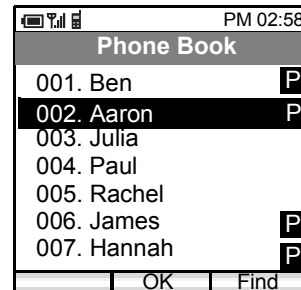 PM 02:58
Phone Book
001. Ben P
002. Aaron P
003. Julia
004. Paul
005. Rachel
006. James P
007. Hannah P
OK Find